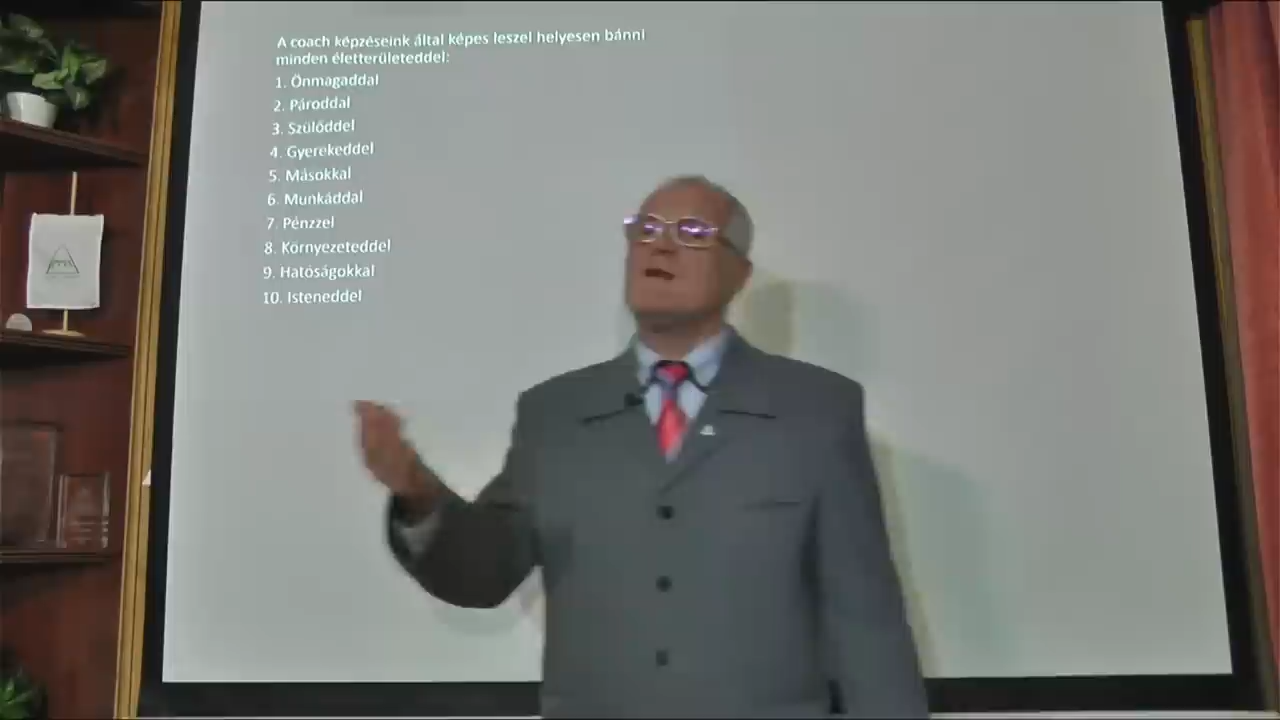 A coach képzéseink által képes leszel helyesen bánni
minden életterületeddel:
1. Önmagaddal
2. Pároddal
3. Szülőddel
4. Gyerekeddel
5. Másokkal
6. Munkáddal
7. Pénzzel
8. Környezeteddel
9. Hatóságokkal
10. Isteneddel